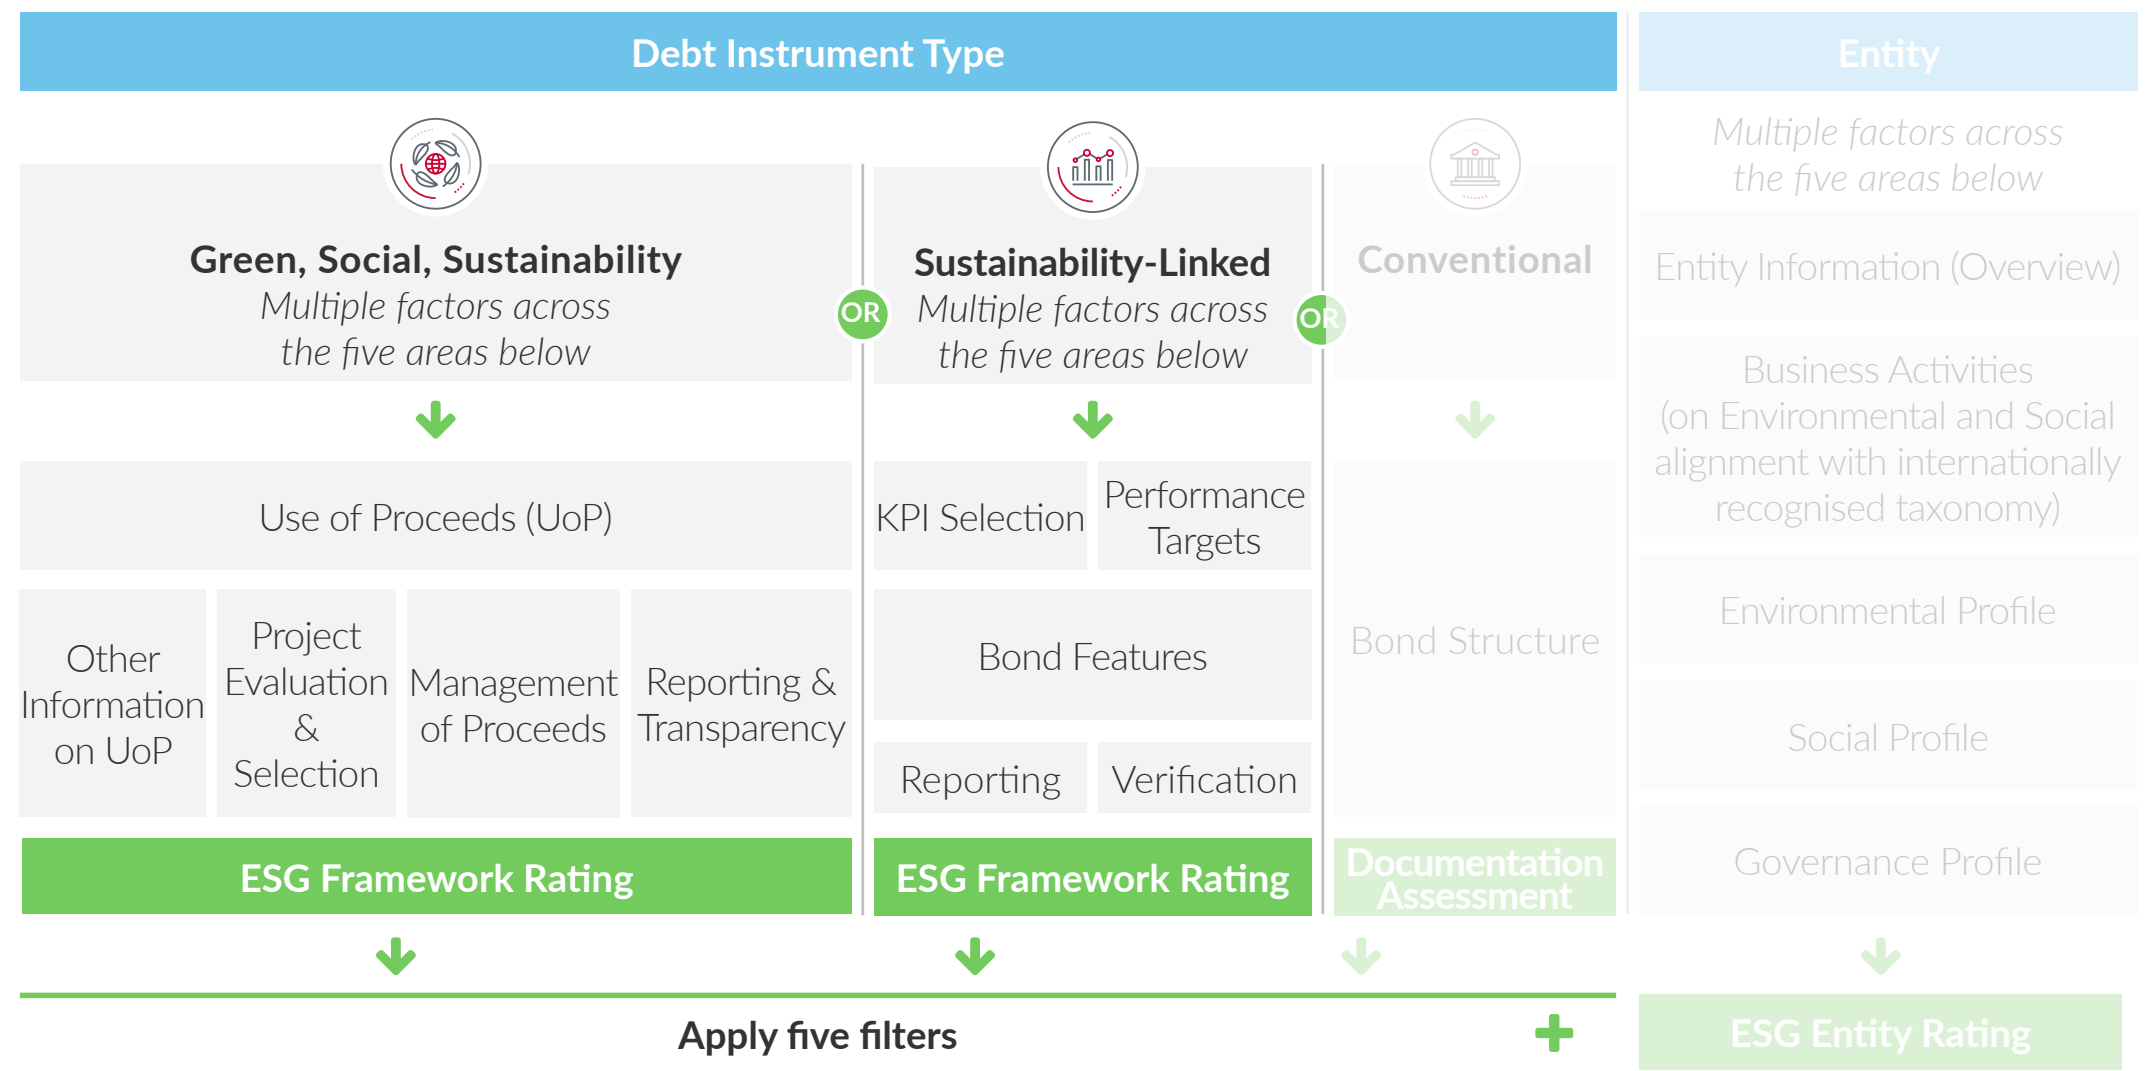 Debt Instrument Type
Entity
Multiple factors across
the five areas below
Green, Social, Sustainability
Multiple factors across
the five areas below
OR
Sustainability-Linked
Multiple factors across
the five areas below
OR
Conventional
Entity Information (Overview)
Business Activities
(on Environmental and Social
alignment with internationally
recognised taxonomy)
Use of Proceeds (UoP)
KPI Selection
Performance
Targets
Other
Information
on UoP
Project
Evaluation
&
Selection
Management
of Proceeds
Reporting &
Transparency
Bond Features
Reporting
Verification
Bond Structure
Environmental Profile
Social Profile
Governance Profile
ESG Framework Rating
ESG Framework Rating
Documentation
Assessment
Apply five filters
ESG Entity Rating